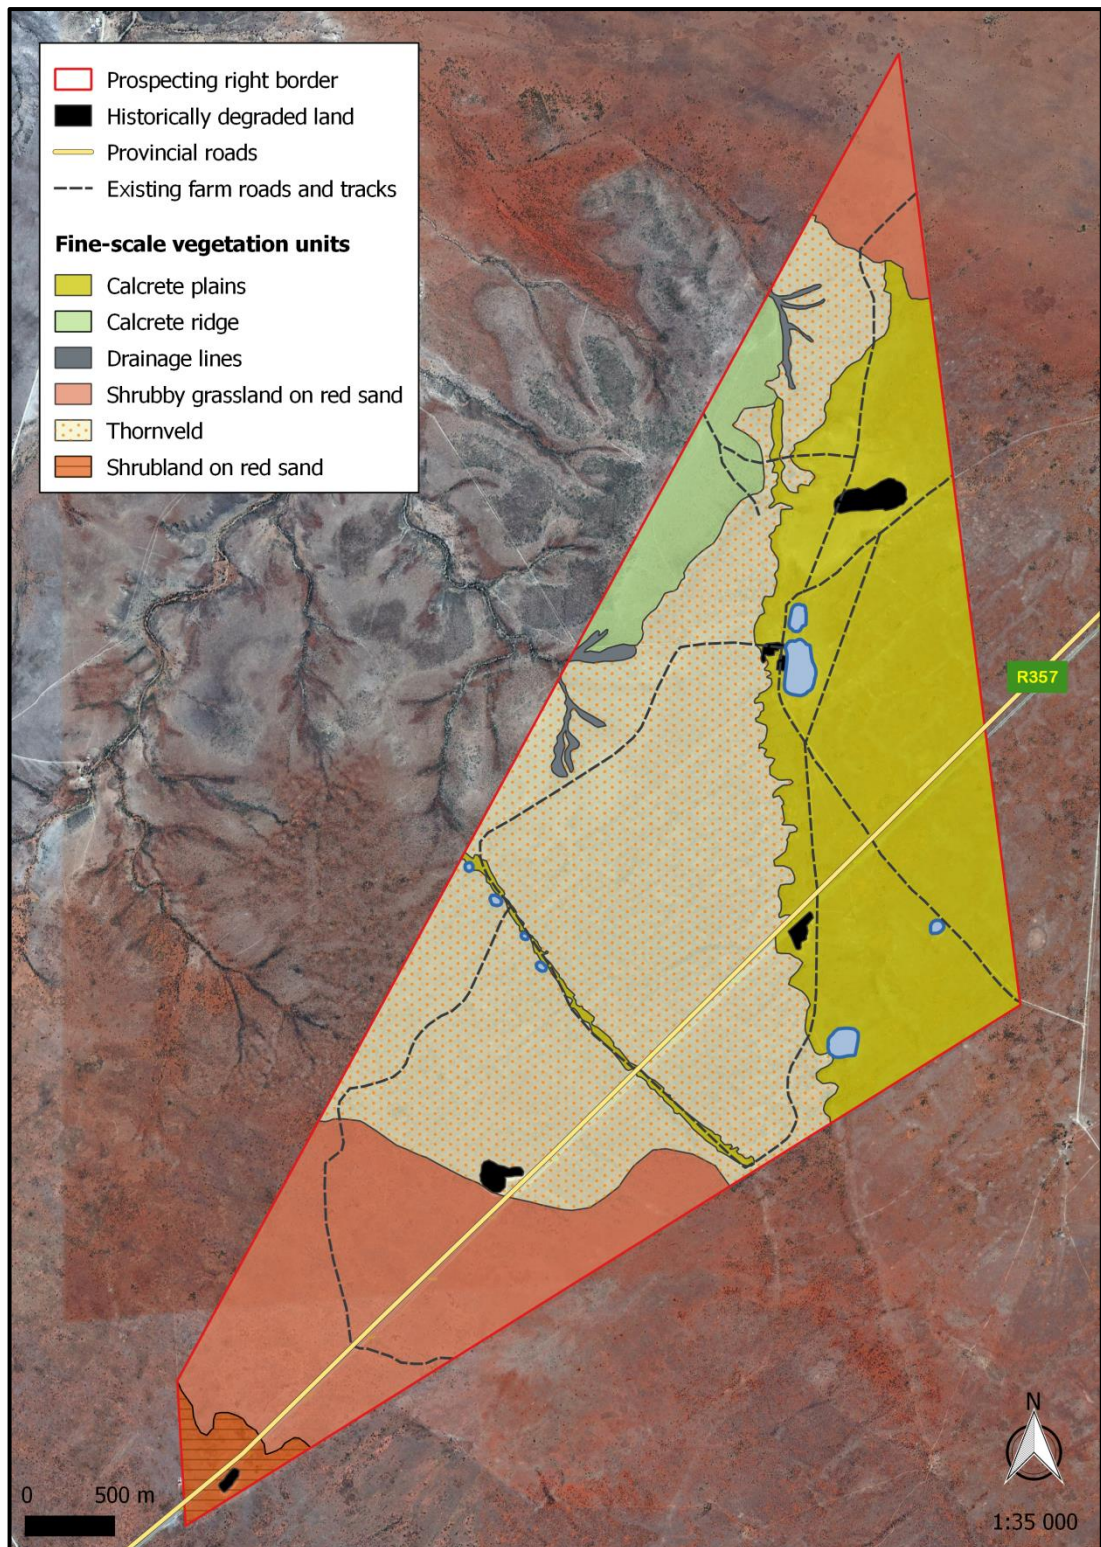 Prospecting right border
Historically degraded land
Provincial roads
Existing farm roads and tracks
Fine-scale vegetation units
Calcrete plains
Calcrete ridge
Drainage lines
Shrubby grassland on red sand
Thornveld
Shrubland on red sand
R357
N
0 500 m
1:35 000